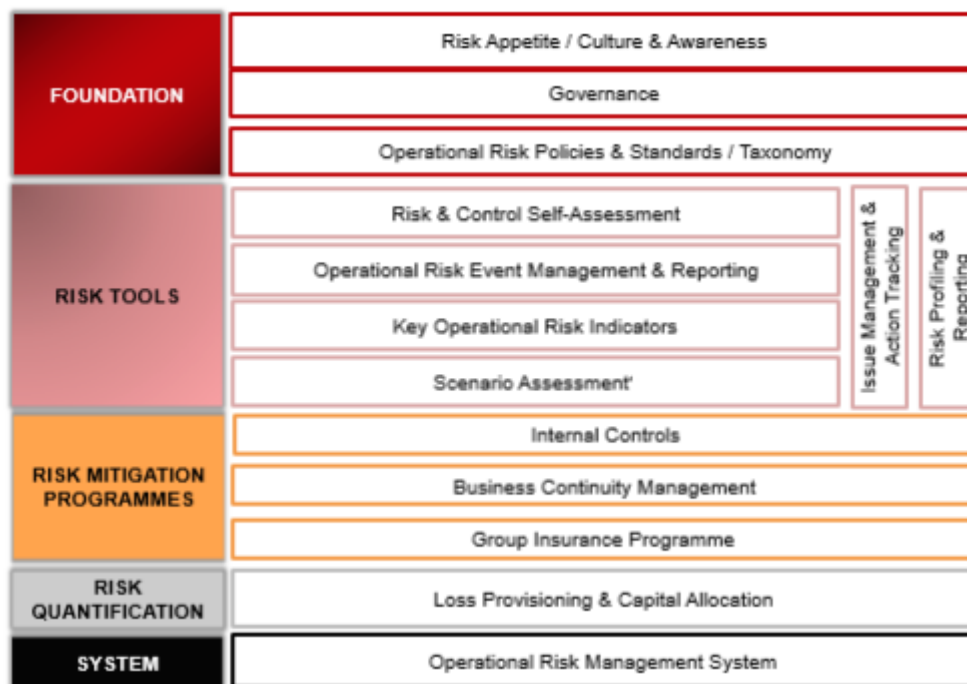 FOUNDATION
Risk Appetite / Culture & Awareness
Governance
Operational Risk Policies & Standards / Taxonomy
RISK TOOLS
Risk & Control Self-Assessment
Operational Risk Event Management & Reporting
Key Operational Risk Indicators
Scenario Assessment'
Issue Management &
Action Tracking
Risk Profiling &
Reporting
RISK MITIGATION
PROGRAMMES
Internal Controls
Business Continuity Management
Group Insurance Programme
RISK
QUANTIFICATION
Loss Provisioning & Capital Allocation
SYSTEM
Operational Risk Management System